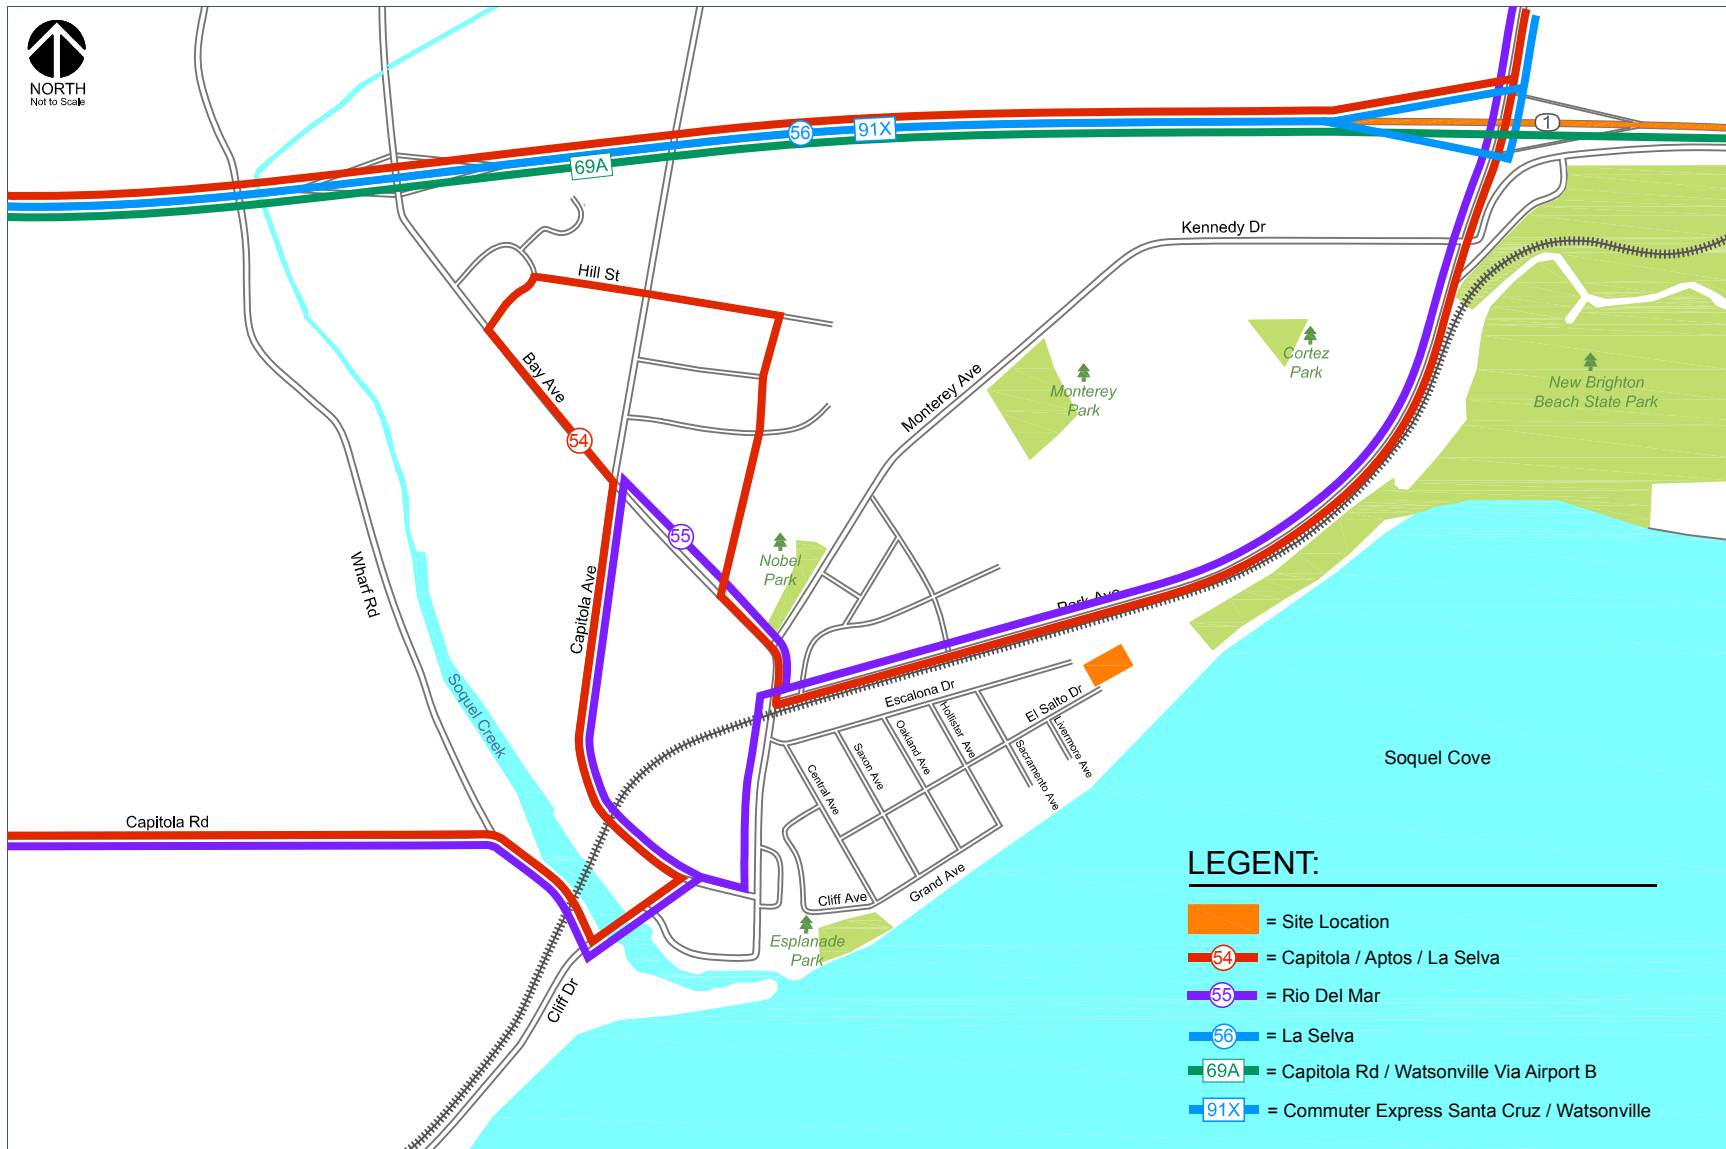 NORTH
Not to Scale
1
56
91X
69A
Kennedy Dr
Hill St
Bay Ave
Cortez
Park
Monterey
Park
New Brighton
Beach State Park
Monterey Ave
54
55
Nobel
Park
Wharf Rd
Capitola Ave
Park Ave
Soquel Creek
Escalona Dr
El Salto Dr
Hollister Ave
Oakland Ave
Saxon Ave
Central Ave
Sacramento Ave
Livermore Ave
Soquel Cove
Capitola Rd
Cliff Ave
Grand Ave
Esplanade
Park
Cliff Dr
LEGENT:
= Site Location
54 = Capitola / Aptos / La Selva
55 = Rio Del Mar
56 = La Selva
69A = Capitola Rd / Watsonville Via Airport B
91X = Commuter Express Santa Cruz / Watsonville